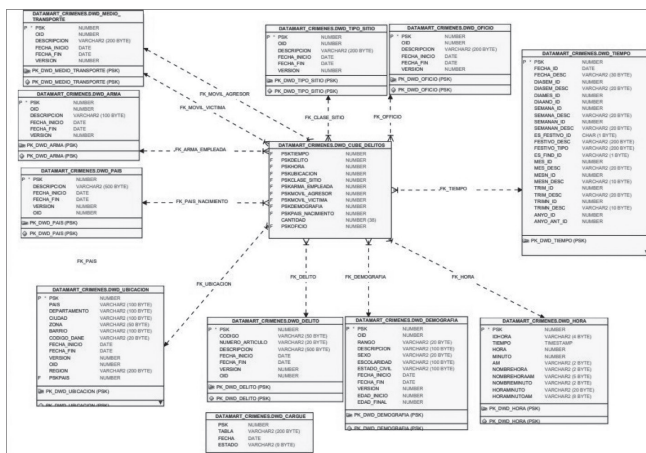 DATAMART_CRIMENES.DWD_MEDIO_
TRANSPORTE
P * PSK NUMBER
OID NUMBER
DESCRIPCION VARCHAR2 (200 BYTE)
FECHA_INICIO DATE
FECHA_FIN DATE
VERSION NUMBER
PK_DWD_MEDIO_TRANSPORTE (PSK)
PK_DWD_MEDIO_TRANSPORTE (PSK)
DATAMART_CRIMENES.DWD_TIPO_SITIO
P * PSK NUMBER
OID NUMBER
DESCRIPCION VARCHAR2 (200 BYTE)
FECHA_INICIO DATE
FECHA_FIN DATE
VERSION NUMBER
PK_DWD_TIPO_SITIO (PSK)
PK_DWD_TIPO_SITIO (PSK)
DATAMART_CRIMENES.DWD_OFICIO
P * PSK NUMBER
OID NUMBER
DESCRIPCION VARCHAR2 (200 BYTE)
FECHA_INICIO DATE
FECHA_FIN DATE
VERSION NUMBER
PK_DWD_OFICIO (PSK)
PK_DWD_OFICIO (PSK)
DATAMART_CRIMENES.DWD_TIEMPO
P * PSK NUMBER
FECHA_ID DATE
FECHA_DESC VARCHAR2 (30 BYTE)
DIASEM_ID NUMBER
DIASEM_DESC VARCHAR2 (20 BYTE)
DIAMES_ID NUMBER
DIAANO_ID NUMBER
SEMANA_ID NUMBER
SEMANA_DESC VARCHAR2 (20 BYTE)
SEMANAN_ID NUMBER
SEMANAN_DESC VARCHAR2 (20 BYTE)
ES_FESTIVO_ID CHAR (1 BYTE)
FESTIVO_DESC VARCHAR2 (200 BYTE)
FESTIVO_TIPO VARCHAR2 (200 BYTE)
ES_FIND_ID VARCHAR2 (1 BYTE)
MES_ID NUMBER
MES_DESC VARCHAR2 (20 BYTE)
MESN_ID NUMBER
MESN_DESC VARCHAR2 (10 BYTE)
TRIM_ID NUMBER
TRIM_DESC VARCHAR2 (20 BYTE)
TRIMN_ID NUMBER
TRIMN_DESC VARCHAR2 (10 BYTE)
ANYO_ID NUMBER
ANYO_ANT_ID NUMBER
PK_DWD_TIEMPO (PSK)
FK_MOVIL_AGRESOR
FK_MOVIL_VICTIMA
FK_CLASE_SITIO
FK_OFICIO
DATAMART_CRIMENES.DWD_ARMA
P * PSK NUMBER
OID NUMBER
DESCRIPCION VARCHAR2 (100 BYTE)
FECHA_INICIO DATE
FECHA_FIN DATE
VERSION NUMBER
PK_DWD_ARMA (PSK)
PK_DWD_ARMA (PSK)
FK_ARMA_EMPLEADA
DATAMART_CRIMENES.DWD_CUBE_DELITOS
F PSKTIEMPO NUMBER
F PSKDELITO NUMBER
F PSKHORA NUMBER
F PSKUBICACION NUMBER
F PSKCLASE_SITIO NUMBER
F PSKARMA_EMPLEADA NUMBER
F PSKMOVIL_AGRESOR NUMBER
F PSKMOVIL_VICTIMA NUMBER
F PSKDEMOGRAFIA NUMBER
F PSKPAIS_NACIMIENTO NUMBER
CANTIDAD NUMBER (38)
F PSKOFICIO NUMBER
FK_TIEMPO
DATAMART_CRIMENES.DWD_PAIS
P * PSK NUMBER
DESCRIPCION VARCHAR2 (500 BYTE)
FECHA_INICIO DATE
FECHA_FIN DATE
VERSION NUMBER
OID NUMBER
PK_DWD_PAIS (PSK)
PK_DWD_PAIS (PSK)
FK_PAIS_NACIMIENTO
FK_PAIS
FK_UBICACION
FK_DELITO
FK_DEMOGRAFIA
FK_HORA
DATAMART_CRIMENES.DWD_UBICACION
P * PSK NUMBER
PAIS VARCHAR2 (100 BYTE)
DEPARTAMENTO VARCHAR2 (100 BYTE)
CIUDAD VARCHAR2 (100 BYTE)
ZONA VARCHAR2 (50 BYTE)
BARRIO VARCHAR2 (100 BYTE)
CODIGO_DANE VARCHAR2 (20 BYTE)
FECHA_INICIO DATE
FECHA_FIN DATE
VERSION NUMBER
OID NUMBER
REGION VARCHAR2 (200 BYTE)
F PSKPAIS NUMBER
PK_DWD_UBICACION (PSK)
PK_DWD_UBICACION (PSK)
DATAMART_CRIMENES.DWD_DELITO
P * PSK NUMBER
CODIGO VARCHAR2 (50 BYTE)
NUMERO_ARTICULO VARCHAR2 (20 BYTE)
DESCRIPCION VARCHAR2 (500 BYTE)
FECHA_INICIO DATE
FECHA_FIN DATE
VERSION NUMBER
OID NUMBER
PK_DWD_DELITO (PSK)
PK_DWD_DELITO (PSK)
DATAMART_CRIMENES.DWD_DEMOGRAFIA
P * PSK NUMBER
OID NUMBER
RANGO VARCHAR2 (20 BYTE)
DESCRIPCION VARCHAR2 (100 BYTE)
SEXO VARCHAR2 (20 BYTE)
ESCOLARIDAD VARCHAR2 (100 BYTE)
ESTADO_CIVIL VARCHAR2 (100 BYTE)
FECHA_INICIO DATE
FECHA_FIN DATE
VERSION NUMBER
EDAD_INICIO NUMBER
EDAD_FINAL NUMBER
PK_DWD_DEMOGRAFIA (PSK)
PK_DWD_DEMOGRAFIA (PSK)
DATAMART_CRIMENES.DWD_HORA
P * PSK NUMBER
IDHORA VARCHAR2 (4 BYTE)
TIEMPO TIMESTAMP
HORA NUMBER
MINUTO NUMBER
AM VARCHAR2 (2 BYTE)
NOMBREHORA VARCHAR2 (2 BYTE)
NOMBREHORAAM VARCHAR2 (5 BYTE)
NOMBREMINUTO VARCHAR2 (2 BYTE)
HORAMINUTO VARCHAR2 (20 BYTE)
HORAMINUTOAM VARCHAR2 (8 BYTE)
PK_DWD_HORA (PSK)
PK_DWD_HORA (PSK)
DATAMART_CRIMENES.DWD_CARGUE
PSK NUMBER
TABLA VARCHAR2 (200 BYTE)
FECHA DATE
ESTADO VARCHAR2 (6 BYTE)